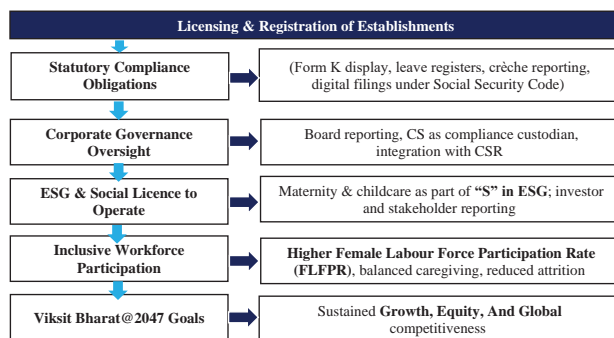 Licensing & Registration of Establishments
Statutory Compliance
Obligations
(Form K display, leave registers, crèche reporting,
digital filings under Social Security Code)
Corporate Governance
Oversight
Board reporting, CS as compliance custodian,
integration with CSR
ESG & Social Licence to
Operate
Maternity & childcare as part of “S” in ESG; investor
and stakeholder reporting
Inclusive Workforce
Participation
Higher Female Labour Force Participation Rate
(FLFPR), balanced caregiving, reduced attrition
Viksit Bharat@2047 Goals
Sustained Growth, Equity, And Global
competitiveness